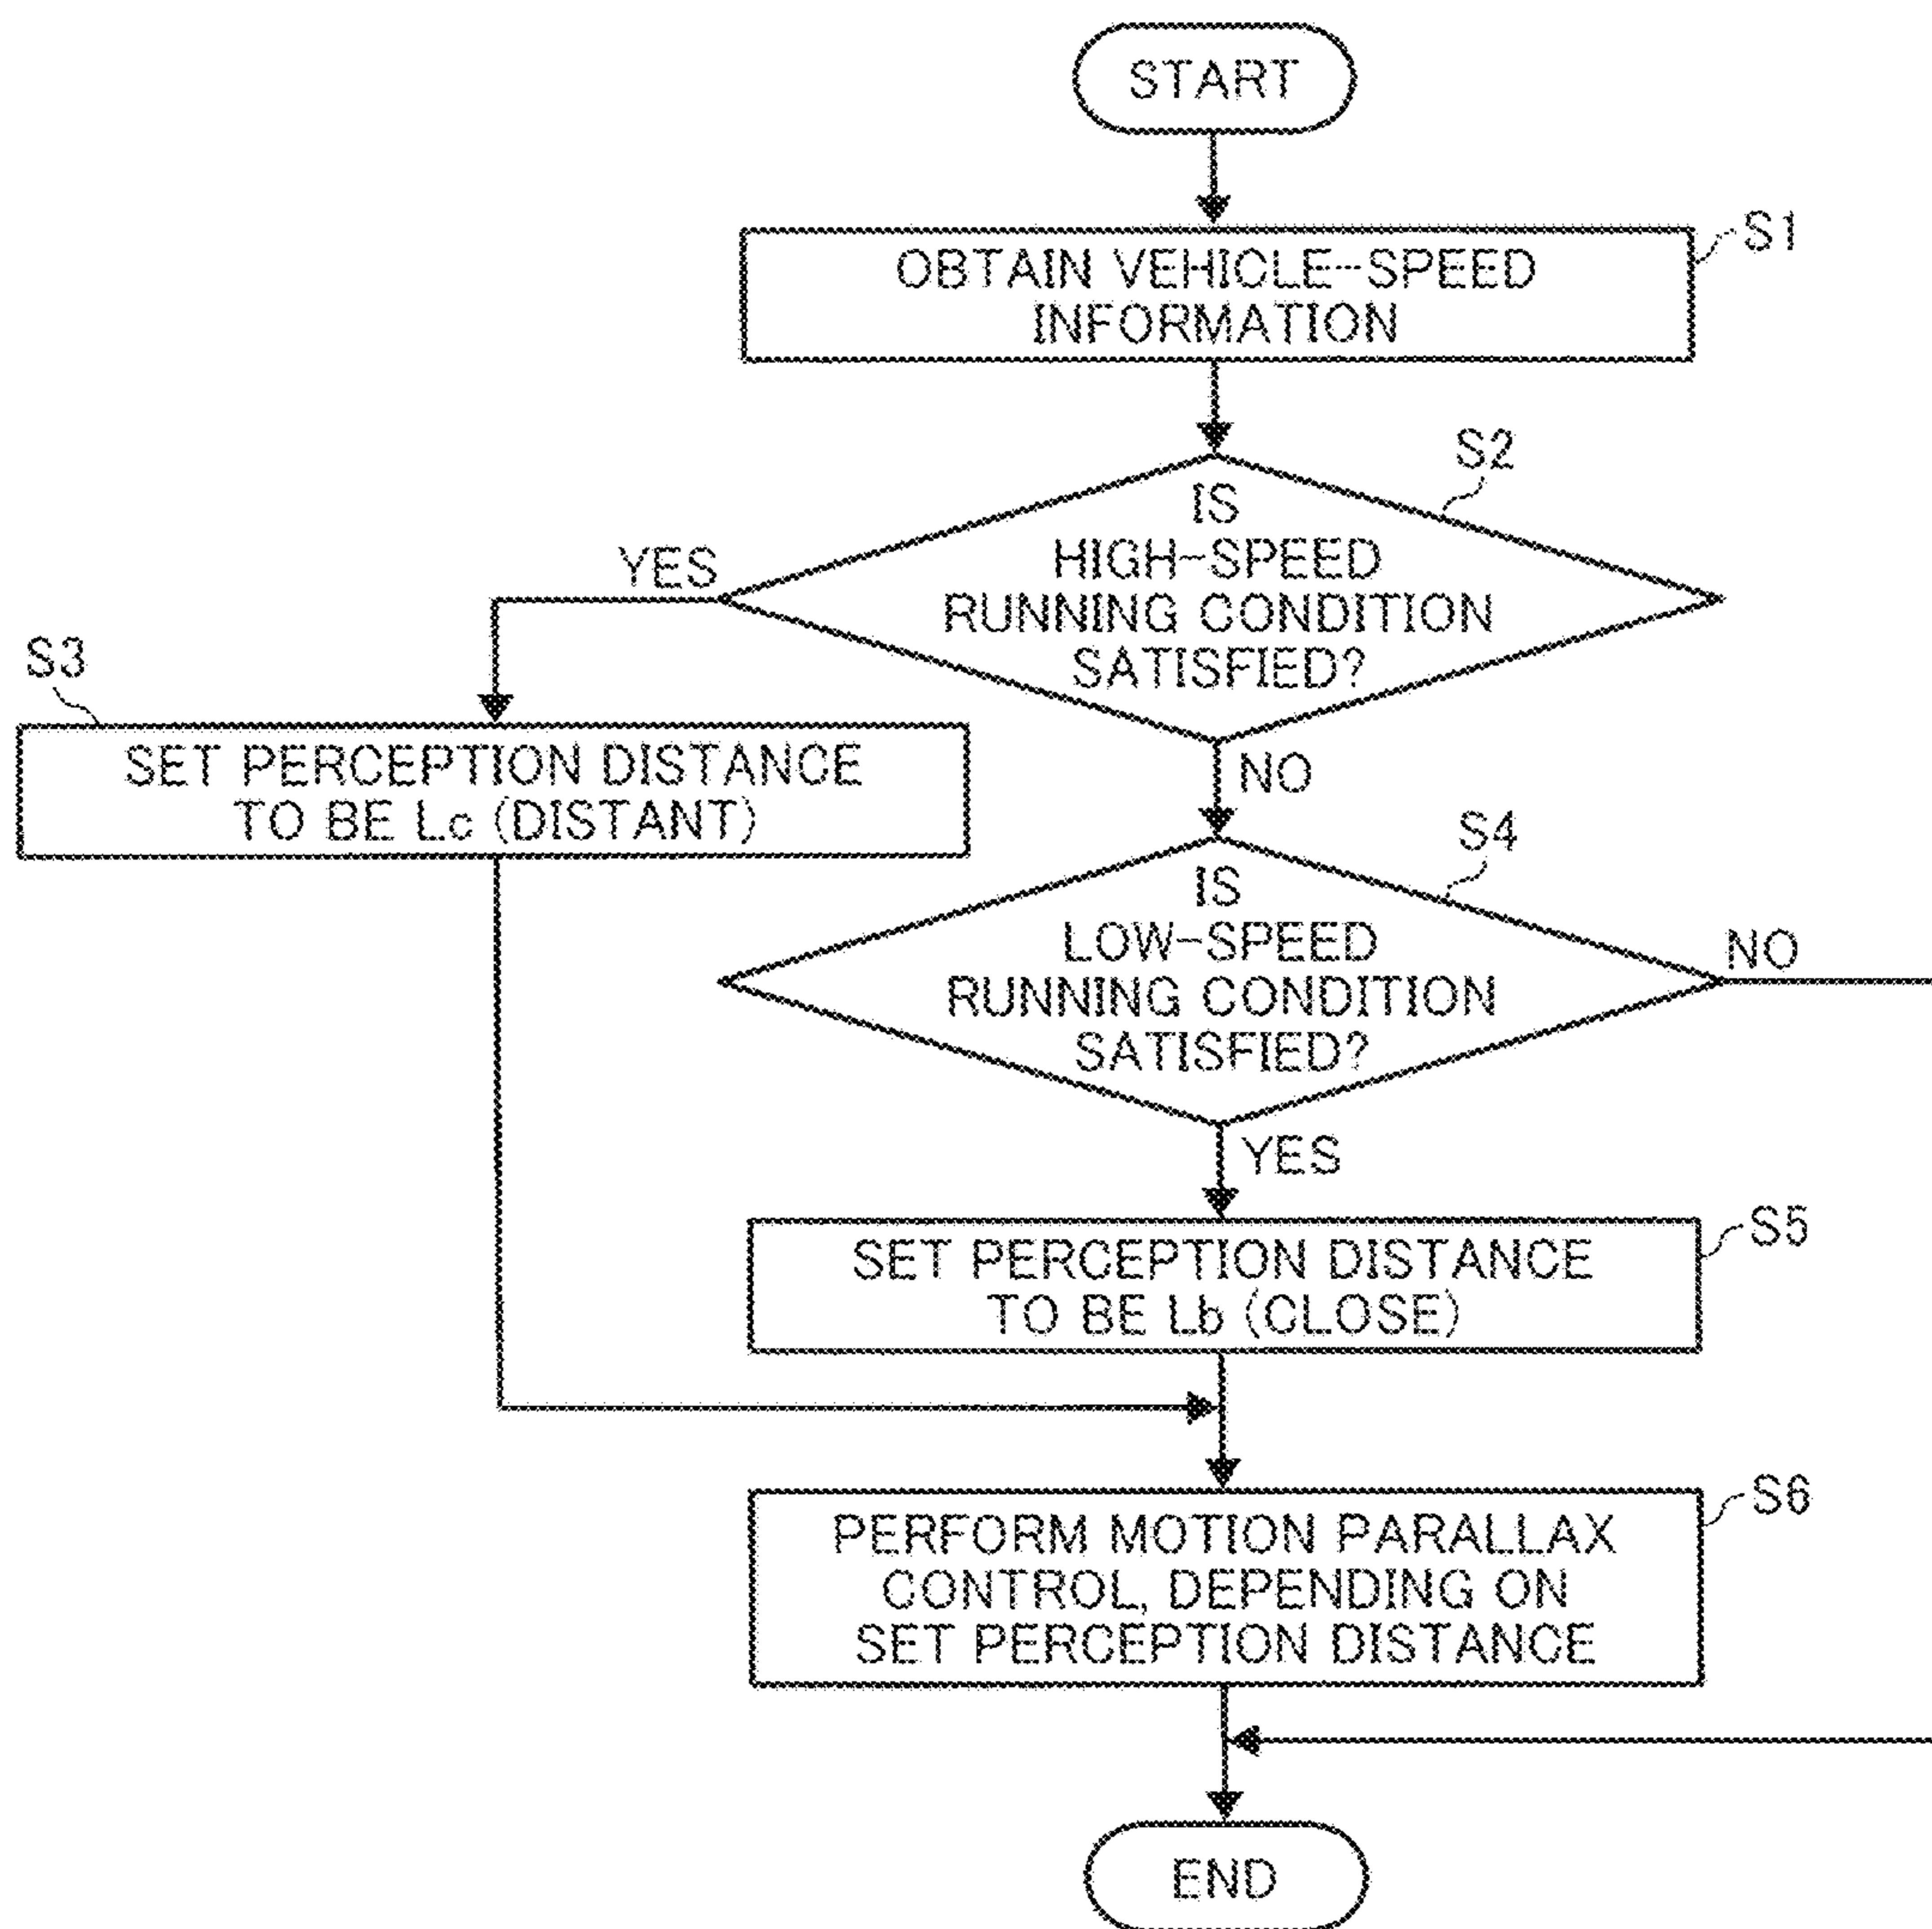 START
S1
OBTAIN VEHICLE-SPEED
INFORMATION
S2
IS
HIGH-SPEED
RUNNING CONDITION
SATISFIED?
YES
NO
S3
SET PERCEPTION DISTANCE
TO BE Lc (DISTANT)
S4
IS
LOW-SPEED
RUNNING CONDITION
SATISFIED?
NO
YES
S5
SET PERCEPTION DISTANCE
TO BE Lb (CLOSE)
S6
PERFORM MOTION PARALLAX
CONTROL, DEPENDING ON
SET PERCEPTION DISTANCE
END